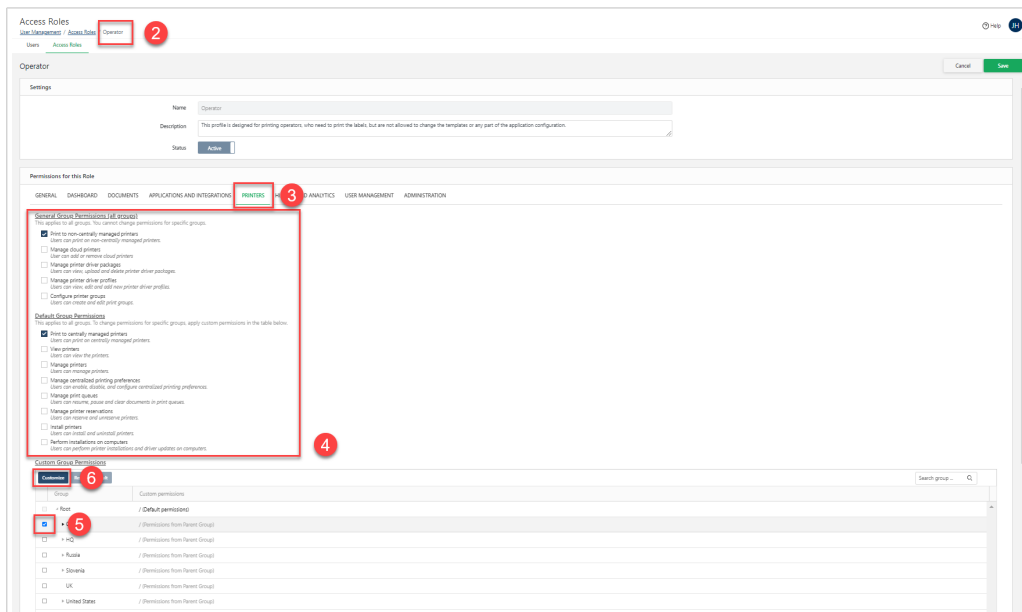 Access Roles
User Management / Access Roles / Operator
2
Help
JH
Users Access Roles
Operator
Cancel Save
Settings
Name Operator
Description This profile is designed for printing operators, who need to print the labels, but are not allowed to change the templates or any part of the application configuration.
Status Active
Permissions for this Role
GENERAL DASHBOARD DOCUMENTS APPLICATIONS AND INTEGRATIONS PRINTERS 3 ANALYTICS USER MANAGEMENT ADMINISTRATION
General Group Permissions (all groups)
This applies to all groups. You cannot change permissions for specific groups.
Print to non-centrally managed printers
Users can print on non-centrally managed printers.
Manage cloud printers
User can add or remove cloud printers
Manage printer driver packages
Users can view, upload and delete printer driver packages.
Manage printer driver profiles
Users can view, edit and add new printer driver profiles.
Configure printer groups
Users can create and edit print groups.
Default Group Permissions
This applies to all groups. To change permissions for specific groups, apply custom permissions in the table below.
Print to centrally managed printers
Users can print on centrally managed printers.
View printers
Users can view the printers.
Manage printers
Users can manage printers.
Manage centralized printing preferences
Users can enable, disable, and configure centralized printing preferences.
Manage print queues
Users can resume, pause and clear documents in print queues.
Manage printer reservations
Users can reserve and unreserve printers.
Install printers
Users can install and uninstall printers.
Perform installations on computers
Users can perform printer installations and driver updates on computers.
4
Custom Group Permissions
Customize 6
Search group ...
Group Custom permissions
Root / (Default permissions)
5 / (Permissions from Parent Group)
HQ / (Permissions from Parent Group)
Russia / (Permissions from Parent Group)
Slovenia / (Permissions from Parent Group)
UK / (Permissions from Parent Group)
United States / (Permissions from Parent Group)